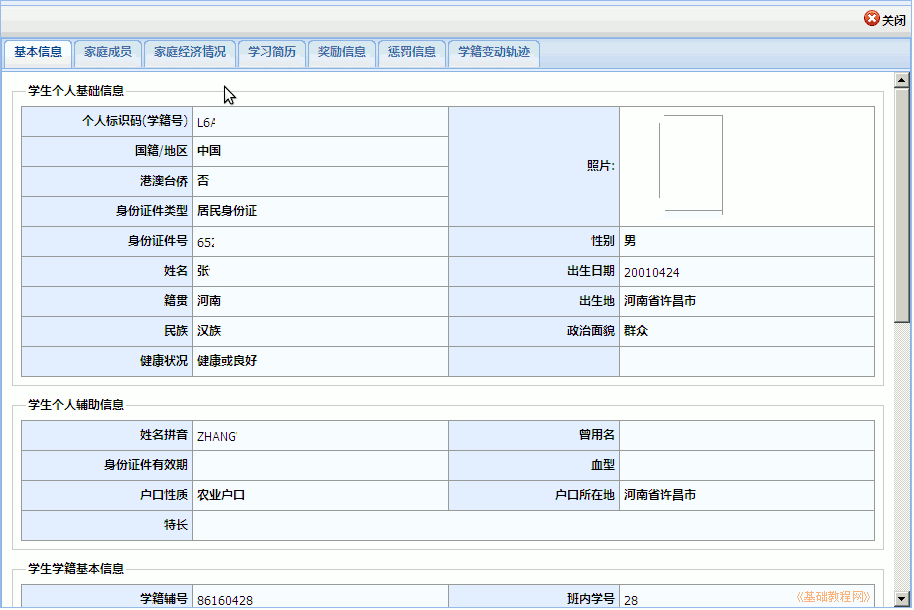 关闭
基本信息 家庭成员 家庭经济情况 学习简历 奖励信息 惩罚信息 学籍变动轨迹
学生个人基础信息
个人标识码(学籍号) L6A
照片:
国籍/地区 中国
港澳台侨 否
身份证件类型 居民身份证
身份证件号 652 性别 男
姓名 张 出生日期 20010424
籍贯 河南 出生地 河南省许昌市
民族 汉族 政治面貌 群众
健康状况 健康或良好
学生个人辅助信息
姓名拼音 ZHANG 曾用名
身份证件有效期 血型
户口性质 农业户口 户口所在地 河南省许昌市
特长
学生学籍基本信息
学籍辅号 86160428 班内学号 28
《基础教程网》